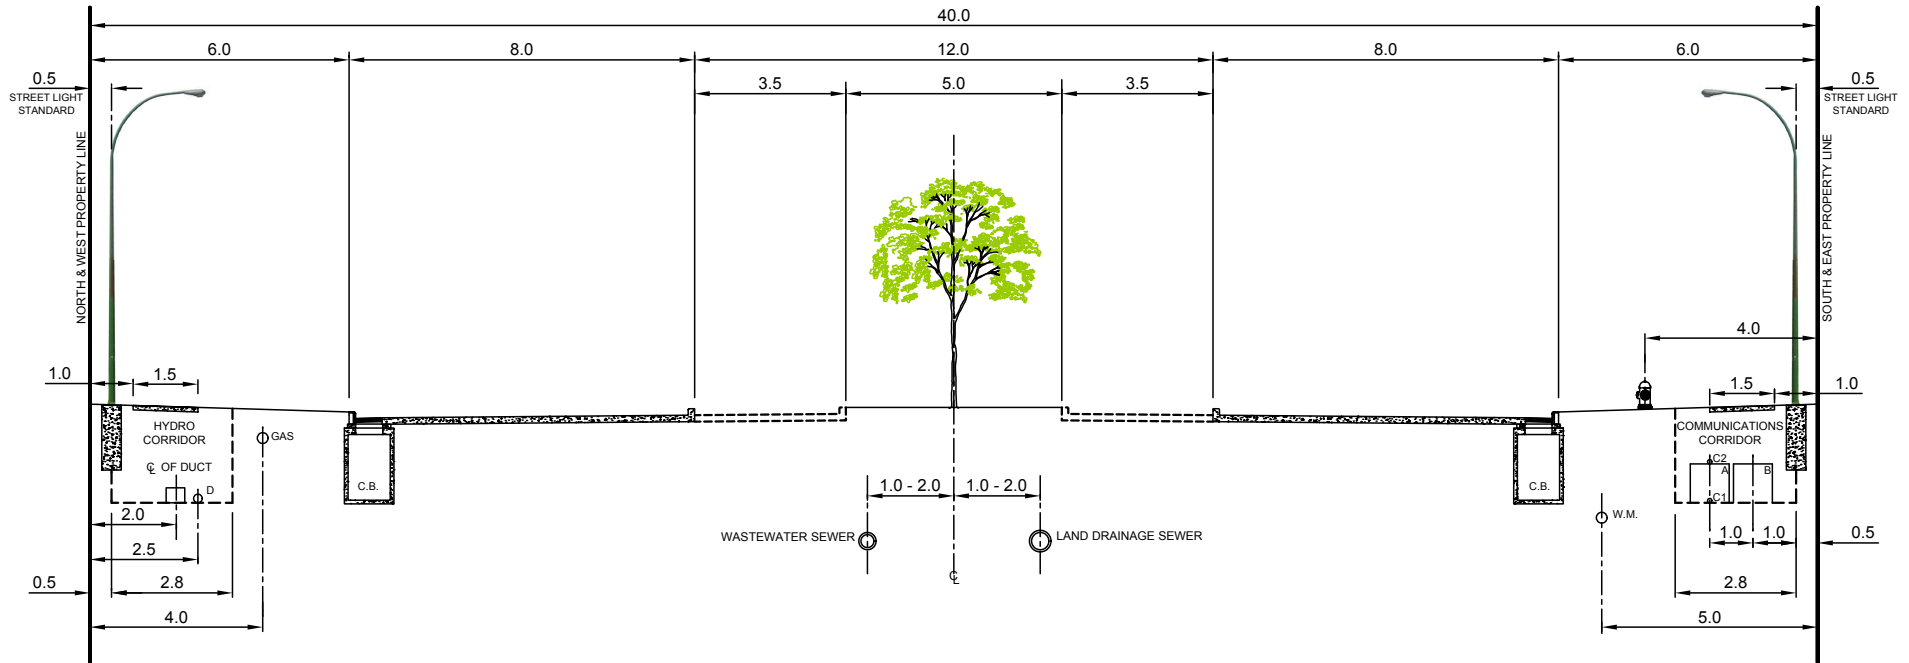 40.0
6.0
8.0
12.0
8.0
6.0
0.5
STREET LIGHT
STANDARD
3.5
5.0
3.5
0.5
STREET LIGHT
STANDARD
NORTH & WEST PROPERTY LINE
SOUTH & EAST PROPERTY LINE
4.0
1.0
1.5
1.5
1.0
HYDRO
CORRIDOR
GAS
℄ OF DUCT
D
C.B.
COMMUNICATIONS
CORRIDOR
C2
A
B
C1
C.B.
W.M.
1.0 - 2.0
1.0 - 2.0
2.0
WASTEWATER SEWER
LAND DRAINAGE SEWER
1.0
1.0
0.5
2.5
℄
0.5
2.8
2.8
4.0
5.0